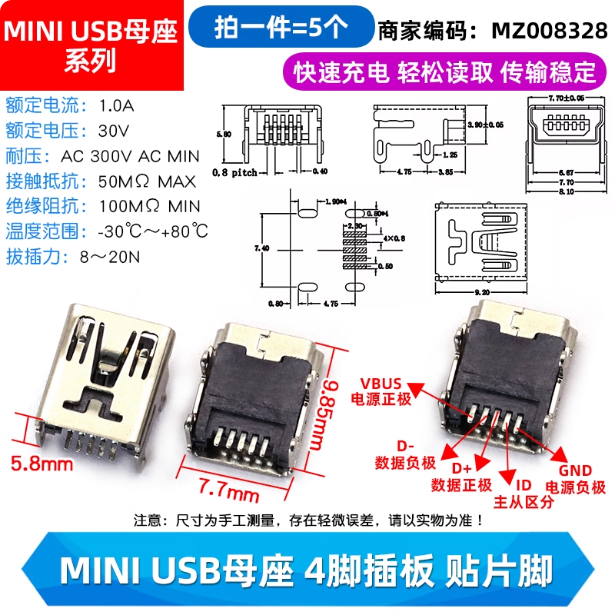 MINI USB母座
系列
拍一件=5个
商家编码：MZ008328
快速充电 轻松读取 传输稳定
额定电流：1.0A
额定电压：30V
耐压：AC 300V AC MIN
接触抵抗：50MΩ MAX
绝缘阻抗：100MΩ MIN
温度范围：-30℃～+80℃
拔插力：8～20N
5.80
0.8 pitch
0.40
3.90±0.05
1.25
4.75
3.85
7.70±0.05
6.67
7.70
8.10
1.90*4
0.80*4
2.30
7.40
4×0.8
0.50
0.80
4.75
9.20
5.8mm
7.7mm
9.85mm
VBUS
电源正极
D-
数据负极
D+
数据正极
ID
主从区分
GND
电源负极
注意：尺寸为手工测量，存在轻微误差，请以实物为准！
MINI USB母座 4脚插板 贴片脚